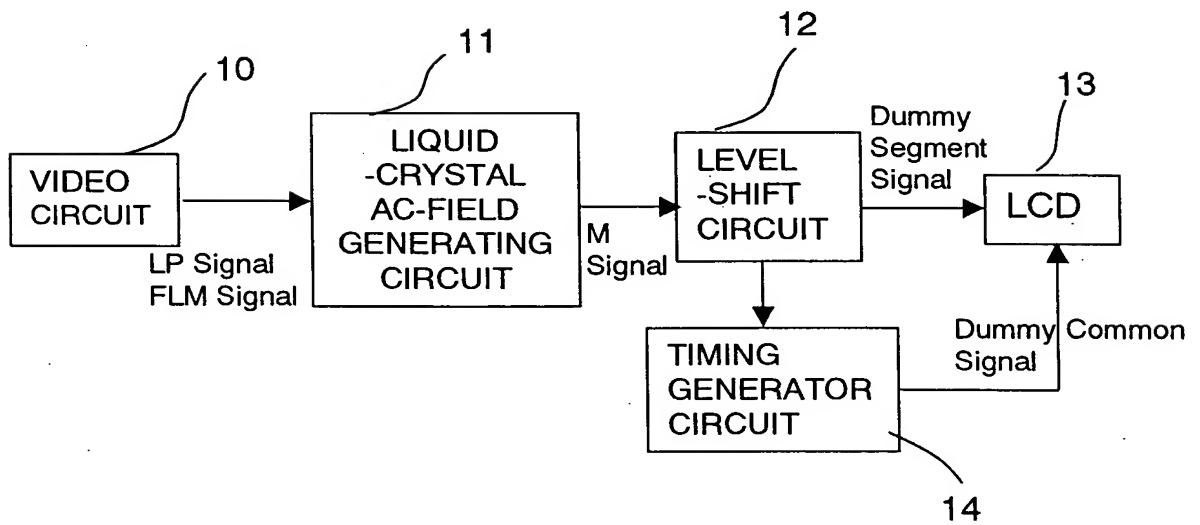 10
11
12
13
VIDEO
CIRCUIT
LP Signal
FLM Signal
LIQUID
-CRYSTAL
AC-FIELD
GENERATING
CIRCUIT
M
Signal
LEVEL
-SHIFT
CIRCUIT
Dummy
Segment
Signal
LCD
TIMING
GENERATOR
CIRCUIT
Dummy Common
Signal
14